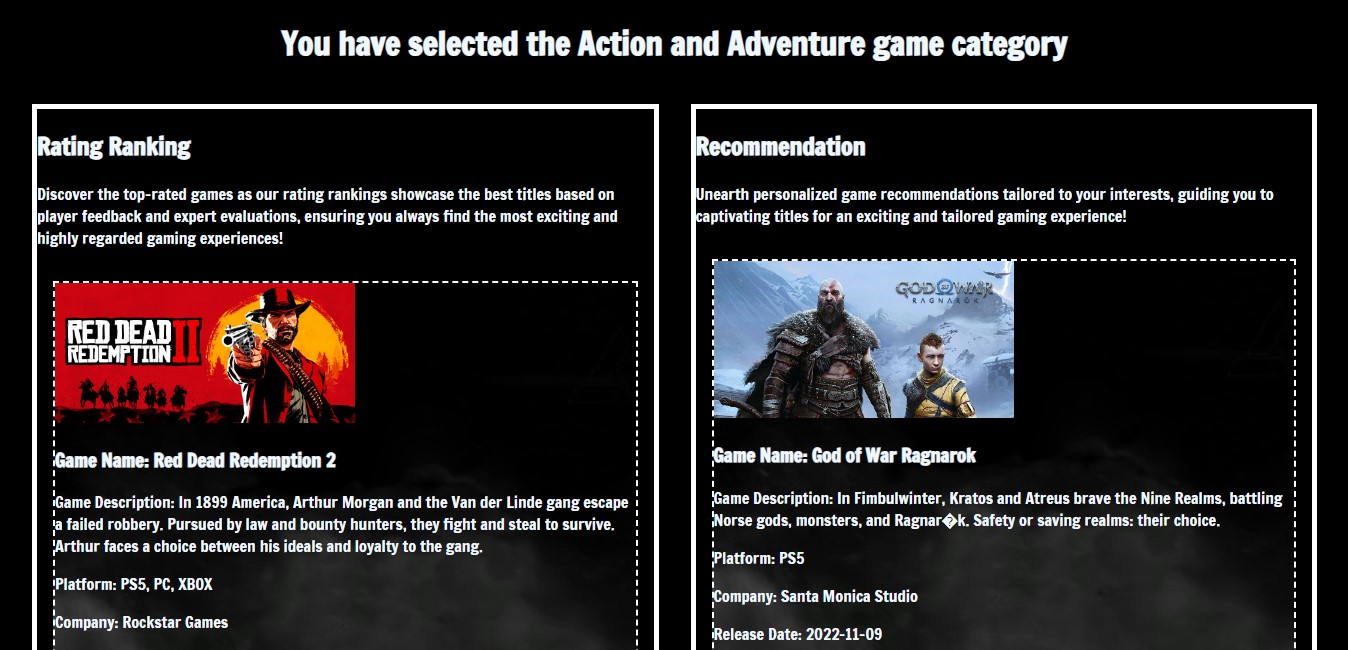 You have selected the Action and Adventure game category
Rating Ranking
Discover the top-rated games as our rating rankings showcase the best titles based on
player feedback and expert evaluations, ensuring you always find the most exciting and
highly regarded gaming experiences!
RED DEAD
REDEMPTION II
Game Name: Red Dead Redemption 2
Game Description: In 1899 America, Arthur Morgan and the Van der Linde gang escape
a failed robbery. Pursued by law and bounty hunters, they fight and steal to survive.
Arthur faces a choice between his ideals and loyalty to the gang.
Platform: PS5, PC, XBOX
Company: Rockstar Games
Recommendation
Unearth personalized game recommendations tailored to your interests, guiding you to
captivating titles for an exciting and tailored gaming experience!
GOD OF WAR
RAGNARÖK
Game Name: God of War Ragnarok
Game Description: In Fimbulwinter, Kratos and Atreus brave the Nine Realms, battling
Norse gods, monsters, and Ragnar�k. Safety or saving realms: their choice.
Platform: PS5
Company: Santa Monica Studio
Release Date: 2022-11-09